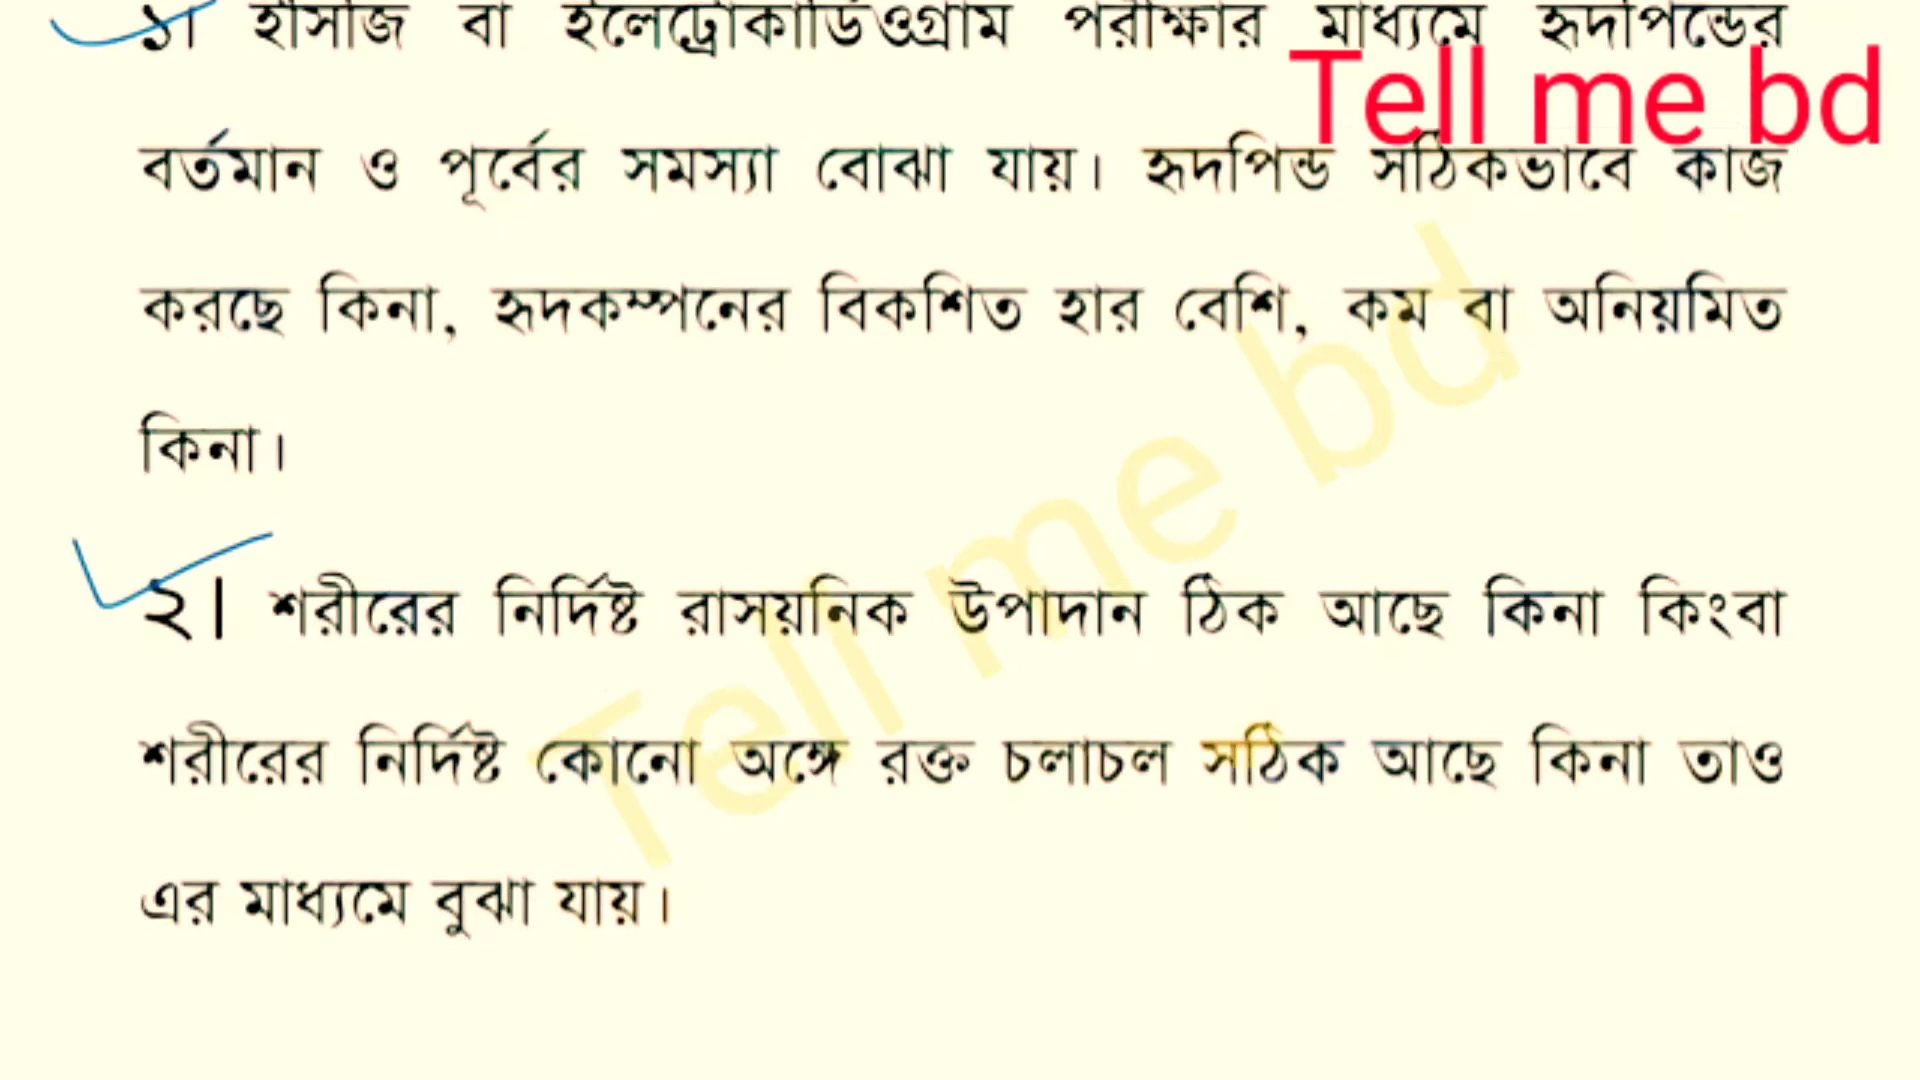 ১। ইসিজি বা ইলেট্রোকার্ডিওগ্রাম পরীক্ষার মাধ্যমে হৃদপিন্ডের
Tell me bd
বর্তমান ও পূর্বের সমস্যা বোঝা যায়। হৃদপিন্ড সঠিকভাবে কাজ
করছে কিনা, হৃদকম্পনের বিকশিত হার বেশি, কম বা অনিয়মিত
কিনা।
২। শরীরের নির্দিষ্ট রাসয়নিক উপাদান ঠিক আছে কিনা কিংবা
শরীরের নির্দিষ্ট কোনো অঙ্গে রক্ত চলাচল সঠিক আছে কিনা তাও
এর মাধ্যমে বুঝা যায়।
Tell me bd